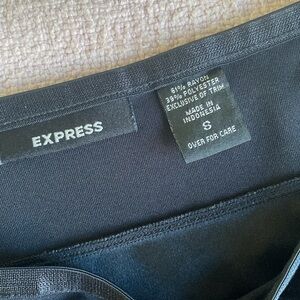 EXPRESS
61% RAYON
39% POLYESTER
EXCLUSIVE OF TRIM
MADE IN
INDONESIA
S
OVER FOR CARE